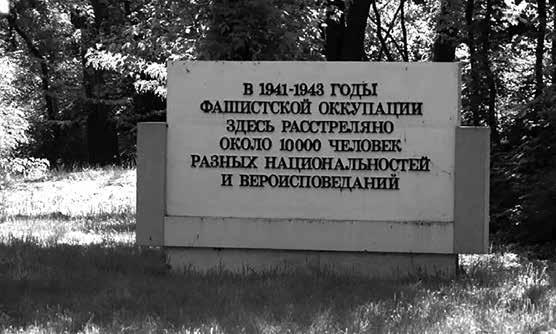 В 1941-1943 ГОДЫ
ФАШИСТСКОЙ ОККУПАЦИИ
ЗДЕСЬ РАССТРЕЛЯНО
ОКОЛО 10000 ЧЕЛОВЕК
РАЗНЫХ НАЦИОНАЛЬНОСТЕЙ
И ВЕРОИСПОВЕДАНИЙ